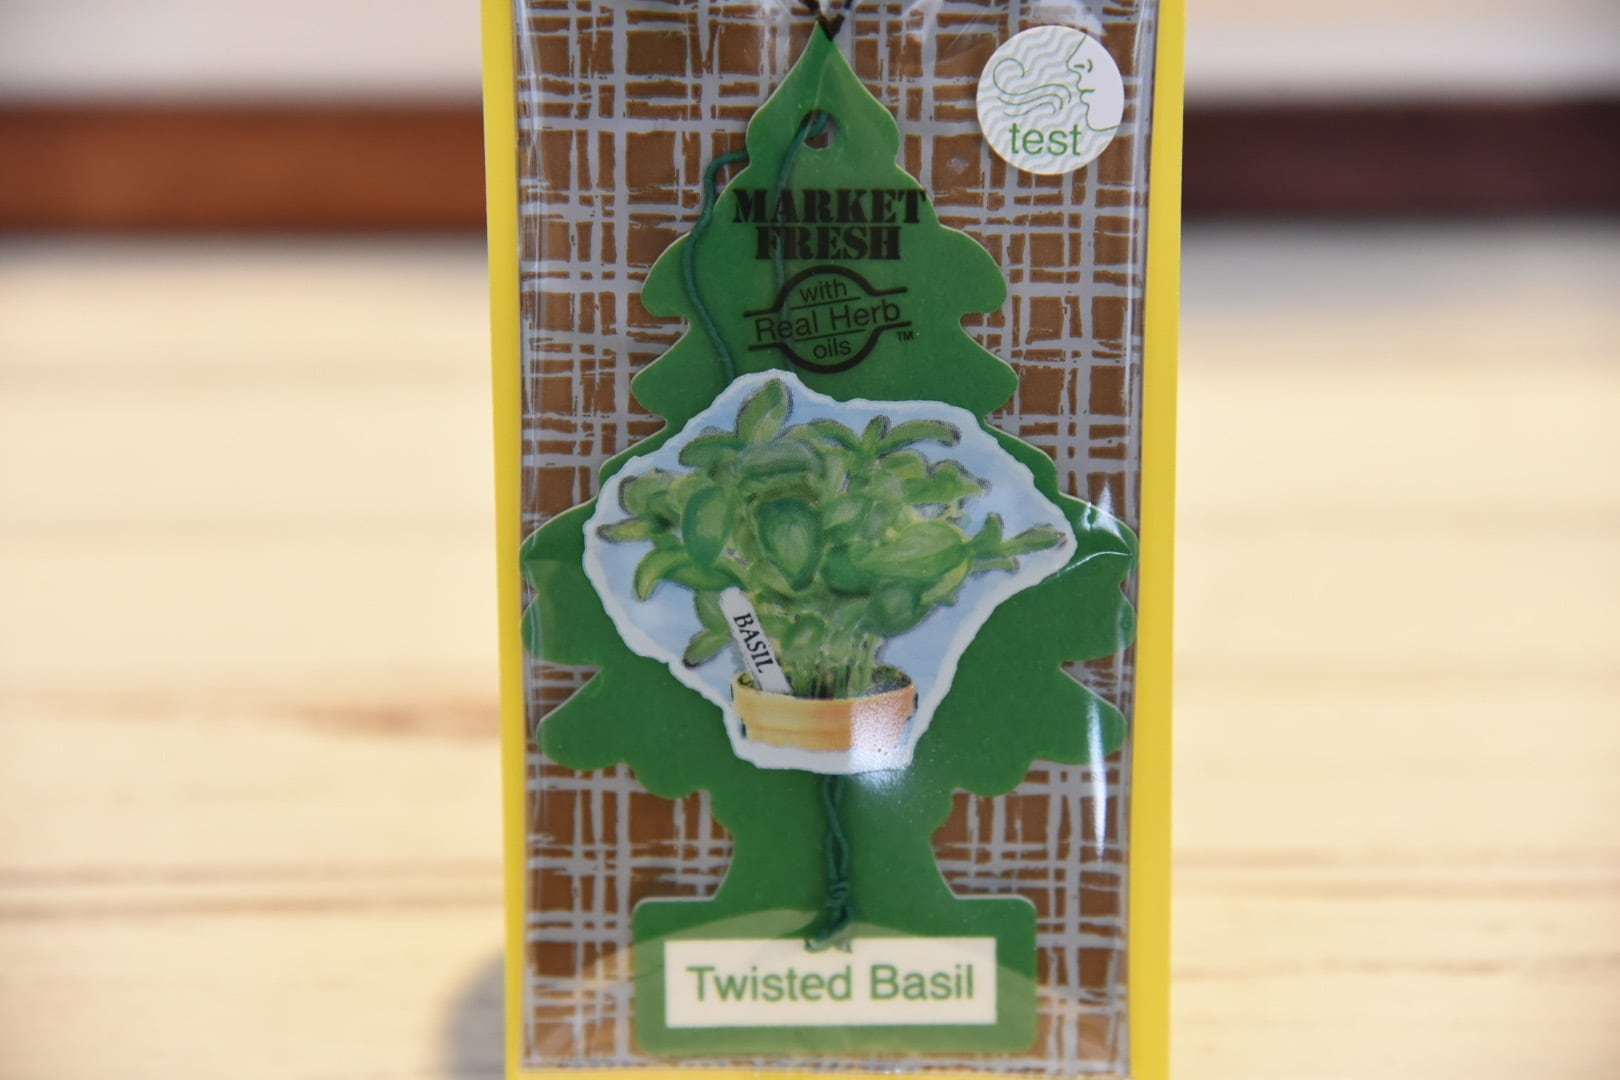 test
MARKET
FRESH
with
Real Herb
oils ™
BASIL
Twisted Basil